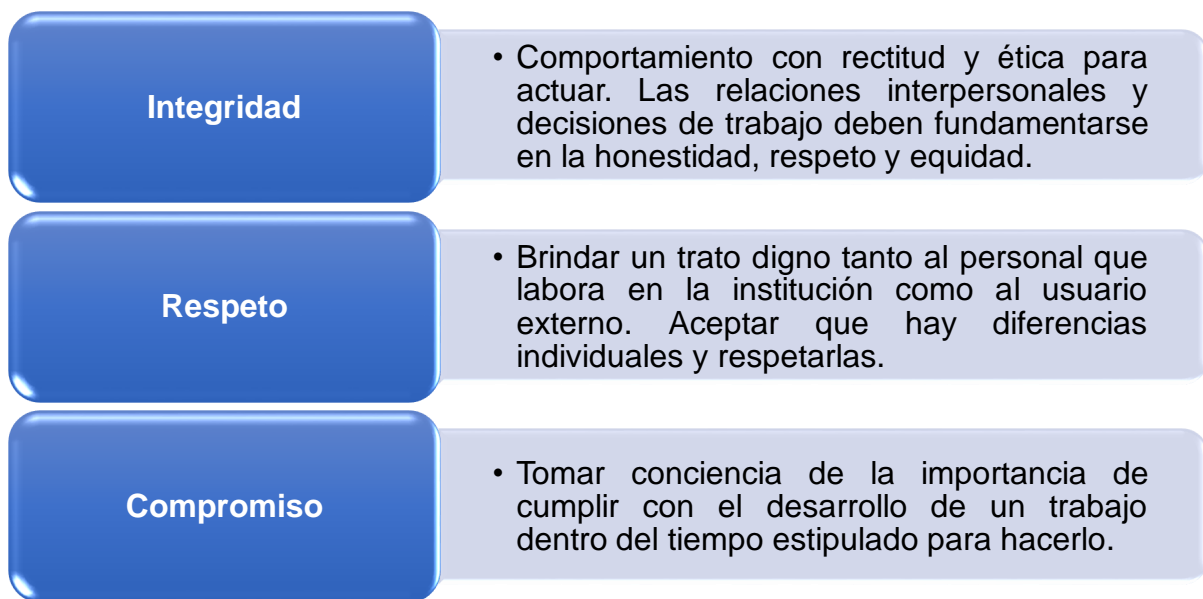 Integridad
• Comportamiento con rectitud y ética para
actuar. Las relaciones interpersonales y
decisiones de trabajo deben fundamentarse
en la honestidad, respeto y equidad.
Respeto
• Brindar un trato digno tanto al personal que
labora en la institución como al usuario
externo. Aceptar que hay diferencias
individuales y respetarlas.
Compromiso
• Tomar conciencia de la importancia de
cumplir con el desarrollo de un trabajo
dentro del tiempo estipulado para hacerlo.